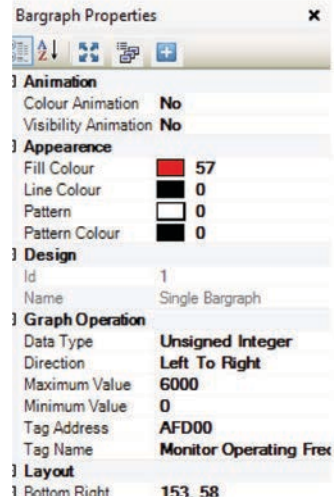 Bargraph Properties
Animation
Colour Animation No
Visibility Animation No
Appearence
Fill Colour 57
Line Colour 0
Pattern 0
Pattern Colour 0
Design
Id 1
Name Single Bargraph
Graph Operation
Data Type Unsigned Integer
Direction Left To Right
Maximum Value 6000
Minimum Value 0
Tag Address AFD00
Tag Name Monitor Operating
Layout
Bottom Right 153, 58